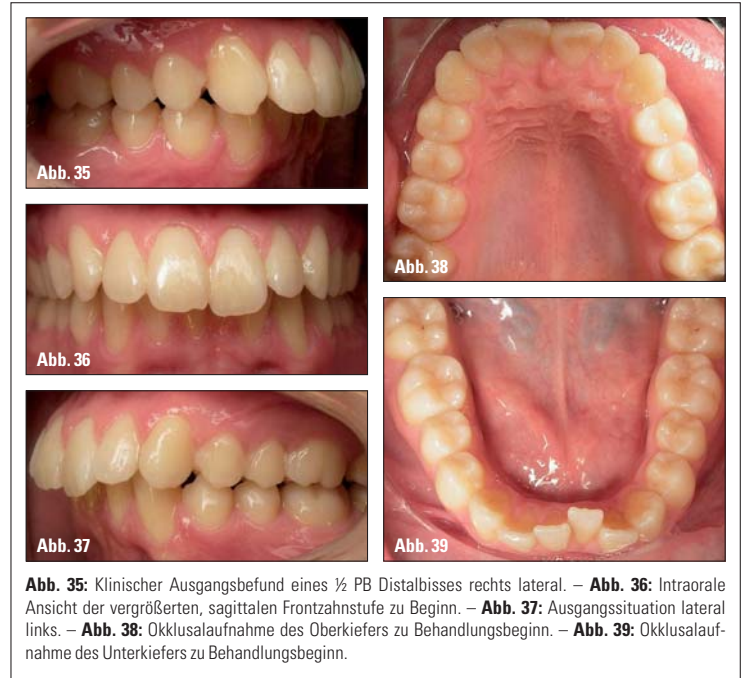 Abb. 35
Abb. 36
Abb. 37
Abb. 38
Abb. 39
Abb. 35: Klinischer Ausgangsbefund eines ½ PB Distalbisses rechts lateral. – Abb. 36: Intraorale
Ansicht der vergrößerten, sagittalen Frontzahnstufe zu Beginn. – Abb. 37: Ausgangssituation lateral
links. – Abb. 38: Okklusalaufnahme des Oberkiefers zu Behandlungsbeginn. – Abb. 39: Okklusalauf-
nahme des Unterkiefers zu Behandlungsbeginn.